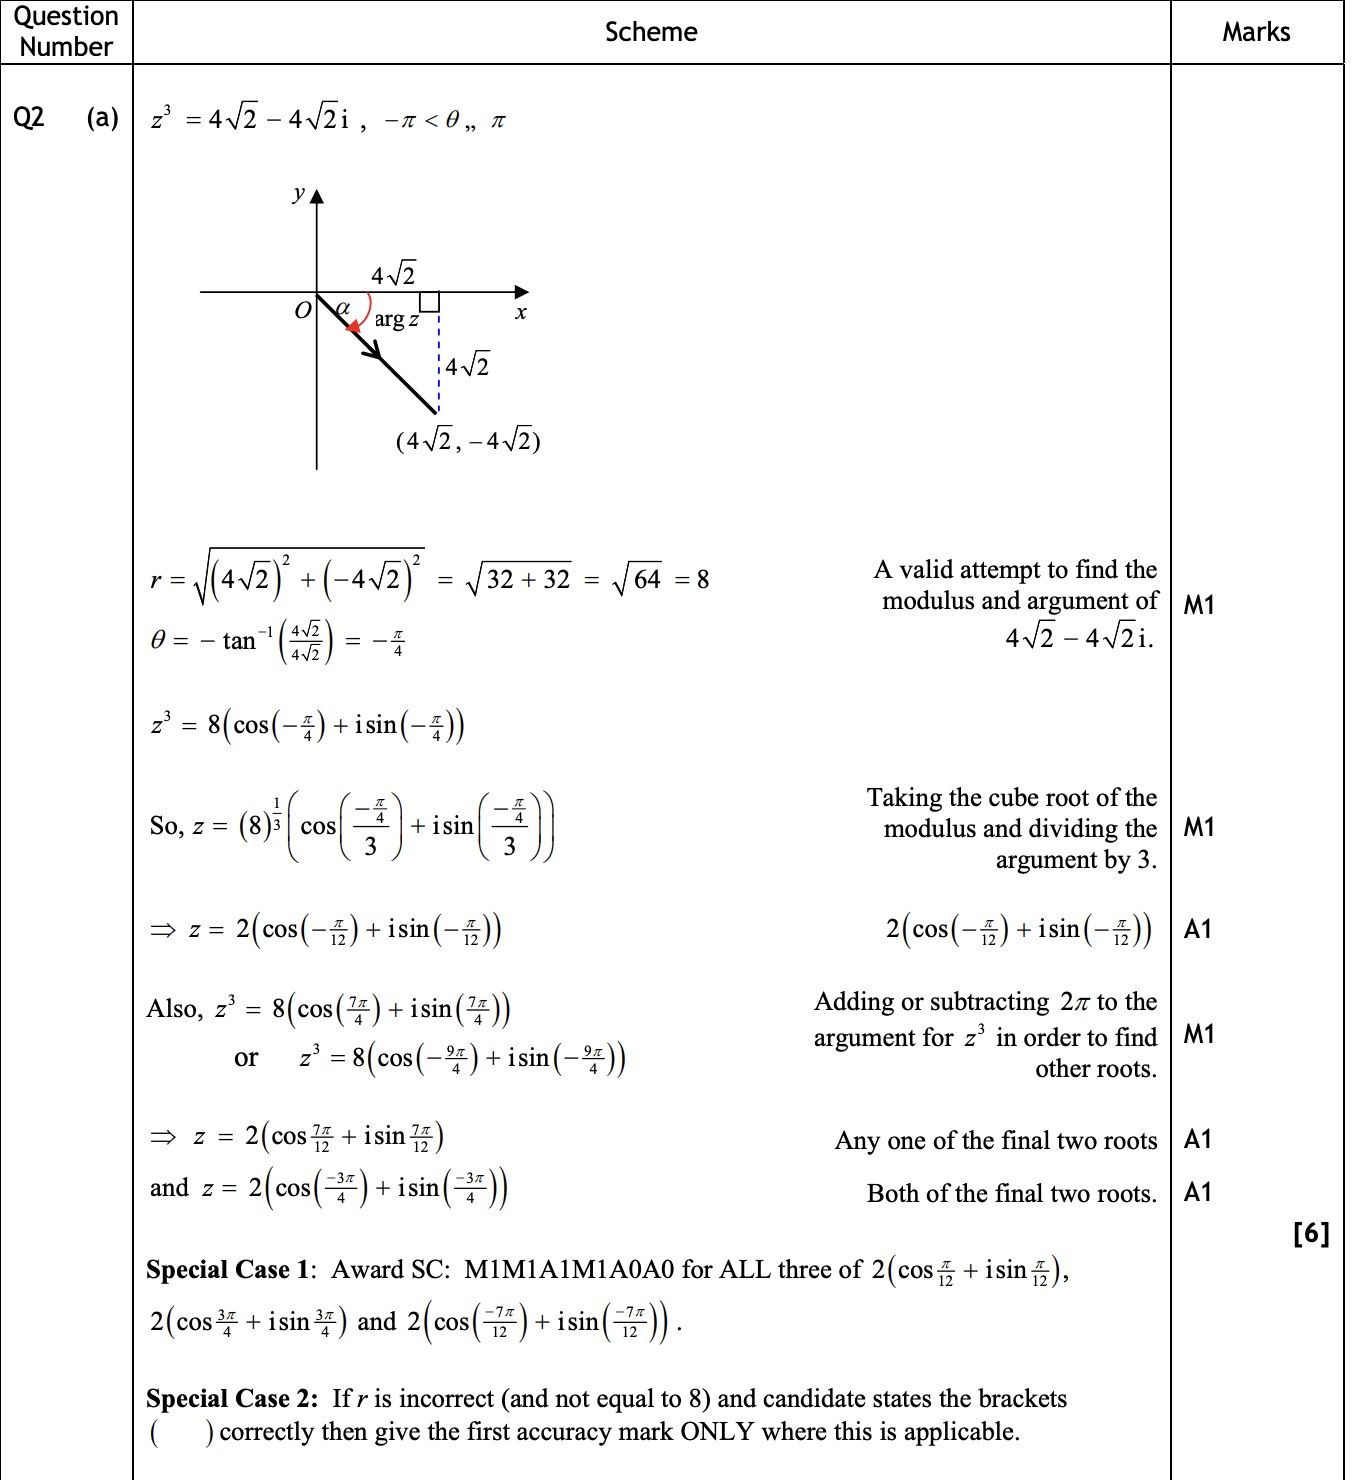 Question Number Scheme Marks
Q2 (a) z³ = 4√2 − 4√2 i , −π < θ „ π
y
4√2
O α arg z x
4√2
(4√2, −4√2)
r = √((4√2)² + (−4√2)²) = √(32 + 32) = √64 = 8
θ = − tan⁻¹(4√2/4√2) = −π/4
A valid attempt to find the
modulus and argument of
4√2 − 4√2 i.
M1
z³ = 8(cos(−π/4) + i sin(−π/4))
So, z = (8)^(1/3) (cos((−π/4)/3) + i sin((−π/4)/3))
Taking the cube root of the
modulus and dividing the
argument by 3.
M1
⇒ z = 2(cos(−π/12) + i sin(−π/12)) 2(cos(−π/12) + i sin(−π/12)) A1
Also, z³ = 8(cos(7π/4) + i sin(7π/4))
or z³ = 8(cos(−9π/4) + i sin(−9π/4))
Adding or subtracting 2π to the
argument for z³ in order to find
other roots.
M1
⇒ z = 2(cos 7π/12 + i sin 7π/12) Any one of the final two roots A1
and z = 2(cos(−3π/4) + i sin(−3π/4)) Both of the final two roots. A1
[6]
Special Case 1: Award SC: M1M1A1M1A0A0 for ALL three of 2(cos π/12 + i sin π/12),
2(cos 3π/4 + i sin 3π/4) and 2(cos(−7π/12) + i sin(−7π/12)) .
Special Case 2: If r is incorrect (and not equal to 8) and candidate states the brackets
( ) correctly then give the first accuracy mark ONLY where this is applicable.